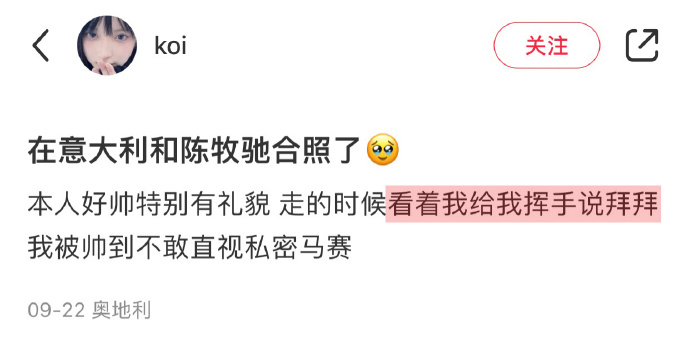 koi
关注
在意大利和陈牧驰合照了🥹
本人好帅特别有礼貌 走的时候看着我给我挥手说拜拜
我被帅到不敢直视私密马赛
09-22 奥地利